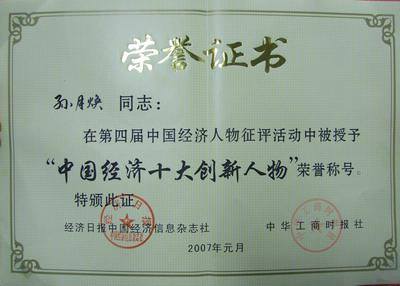 荣誉证书
孙月焕 同志：
在第四届中国经济人物征评活动中被授予
“中国经济十大创新人物”荣誉称号。
特颁此证
经济日报中国经济信息杂志社 中华工商时报社
2007年元月